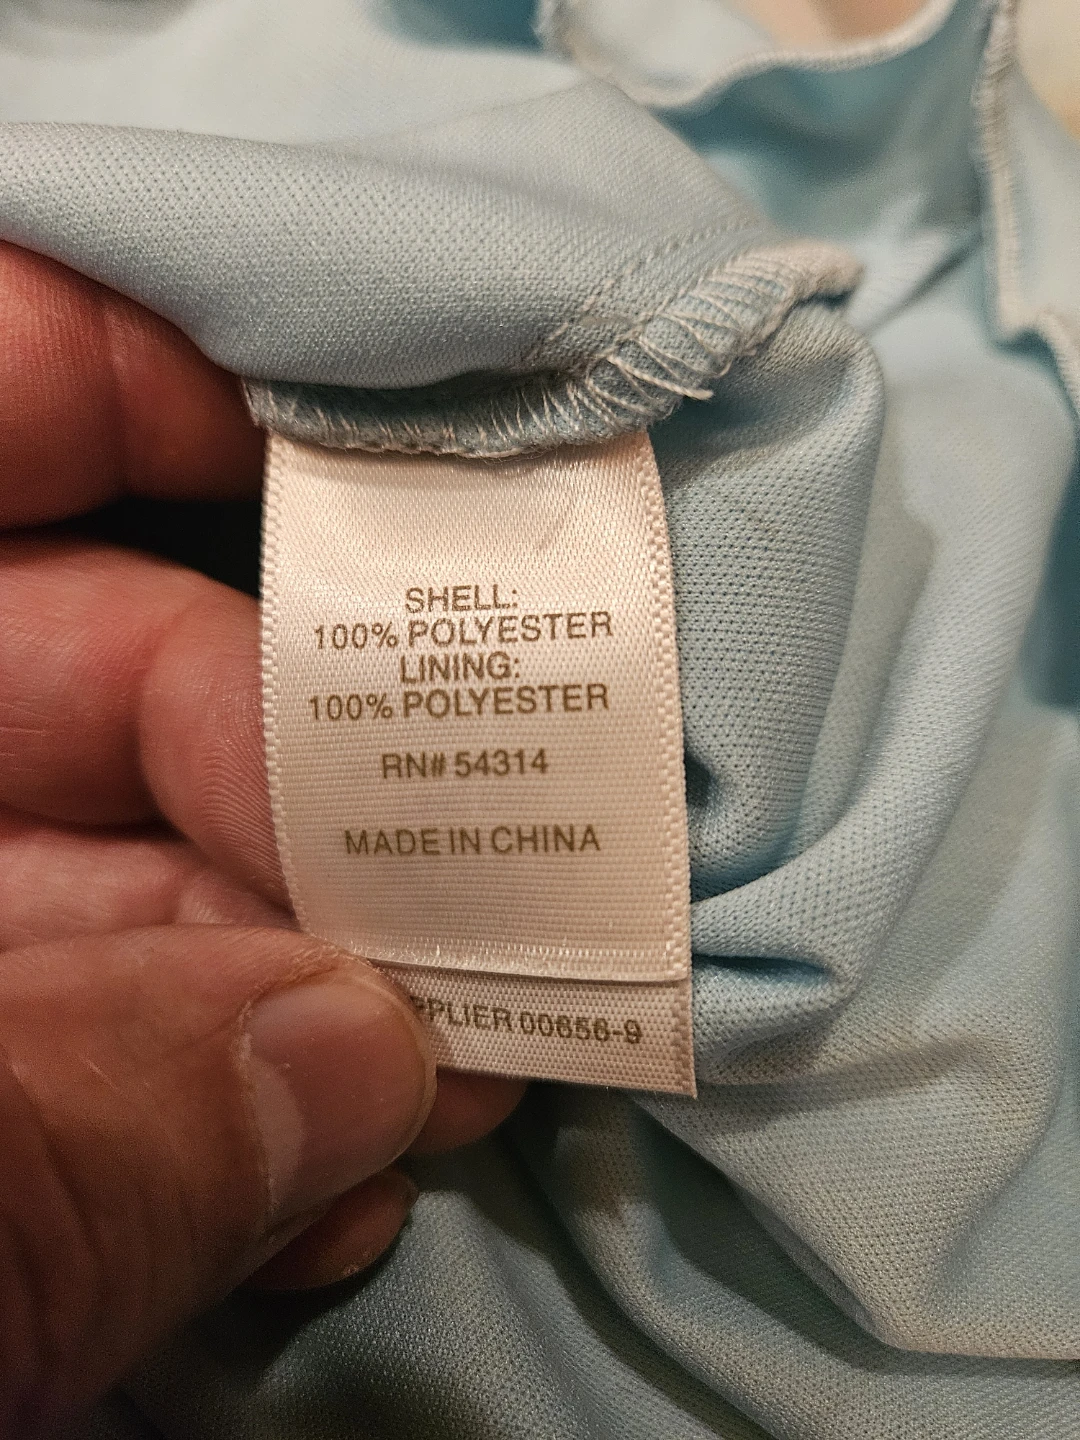 SHELL:
100% POLYESTER
LINING:
100% POLYESTER
RN# 54314
MADE IN CHINA
00656-9